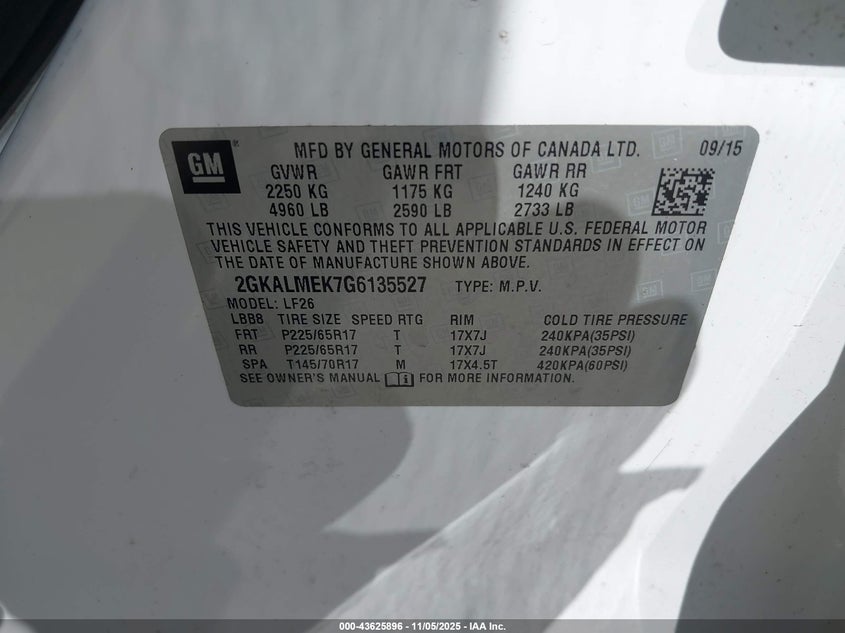 GM
MFD BY GENERAL MOTORS OF CANADA LTD. 09/15
GVWR GAWR FRT GAWR RR
2250 KG 1175 KG 1240 KG
4960 LB 2590 LB 2733 LB
THIS VEHICLE CONFORMS TO ALL APPLICABLE U.S. FEDERAL MOTOR
VEHICLE SAFETY AND THEFT PREVENTION STANDARDS IN EFFECT ON
THE DATE OF MANUFACTURE SHOWN ABOVE.
2GKALMEK7G6135527 TYPE: M.P.V.
MODEL: LF26
LBB8 TIRE SIZE SPEED RTG RIM COLD TIRE PRESSURE
FRT P225/65R17 T 17X7J 240KPA(35PSI)
RR P225/65R17 T 17X7J 240KPA(35PSI)
SPA T145/70R17 M 17X4.5T 420KPA(60PSI)
SEE OWNER'S MANUAL FOR MORE INFORMATION.
000-43625896 - 11/05/2025 - IAA Inc.